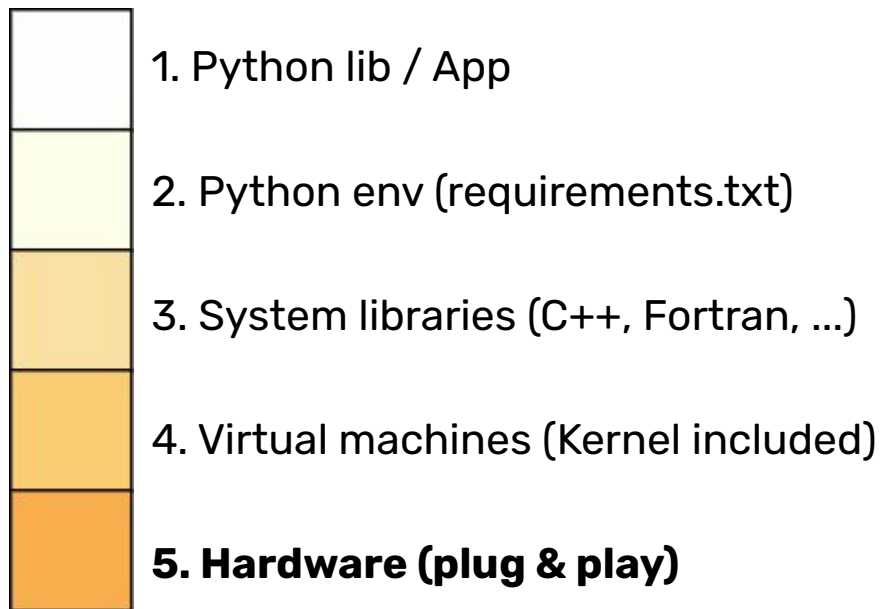 1. Python lib / App
2. Python env (requirements.txt)
3. System libraries (C++, Fortran, ...)
4. Virtual machines (Kernel included)
5. Hardware (plug & play)